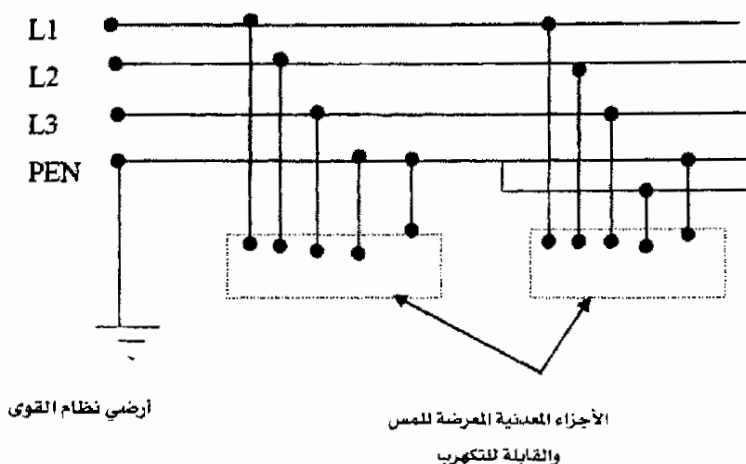 L1
L2
L3
PEN
أرضي نظام القوى
الأجزاء المعدنية المعرضة للمس
والقابلة للتكهرب